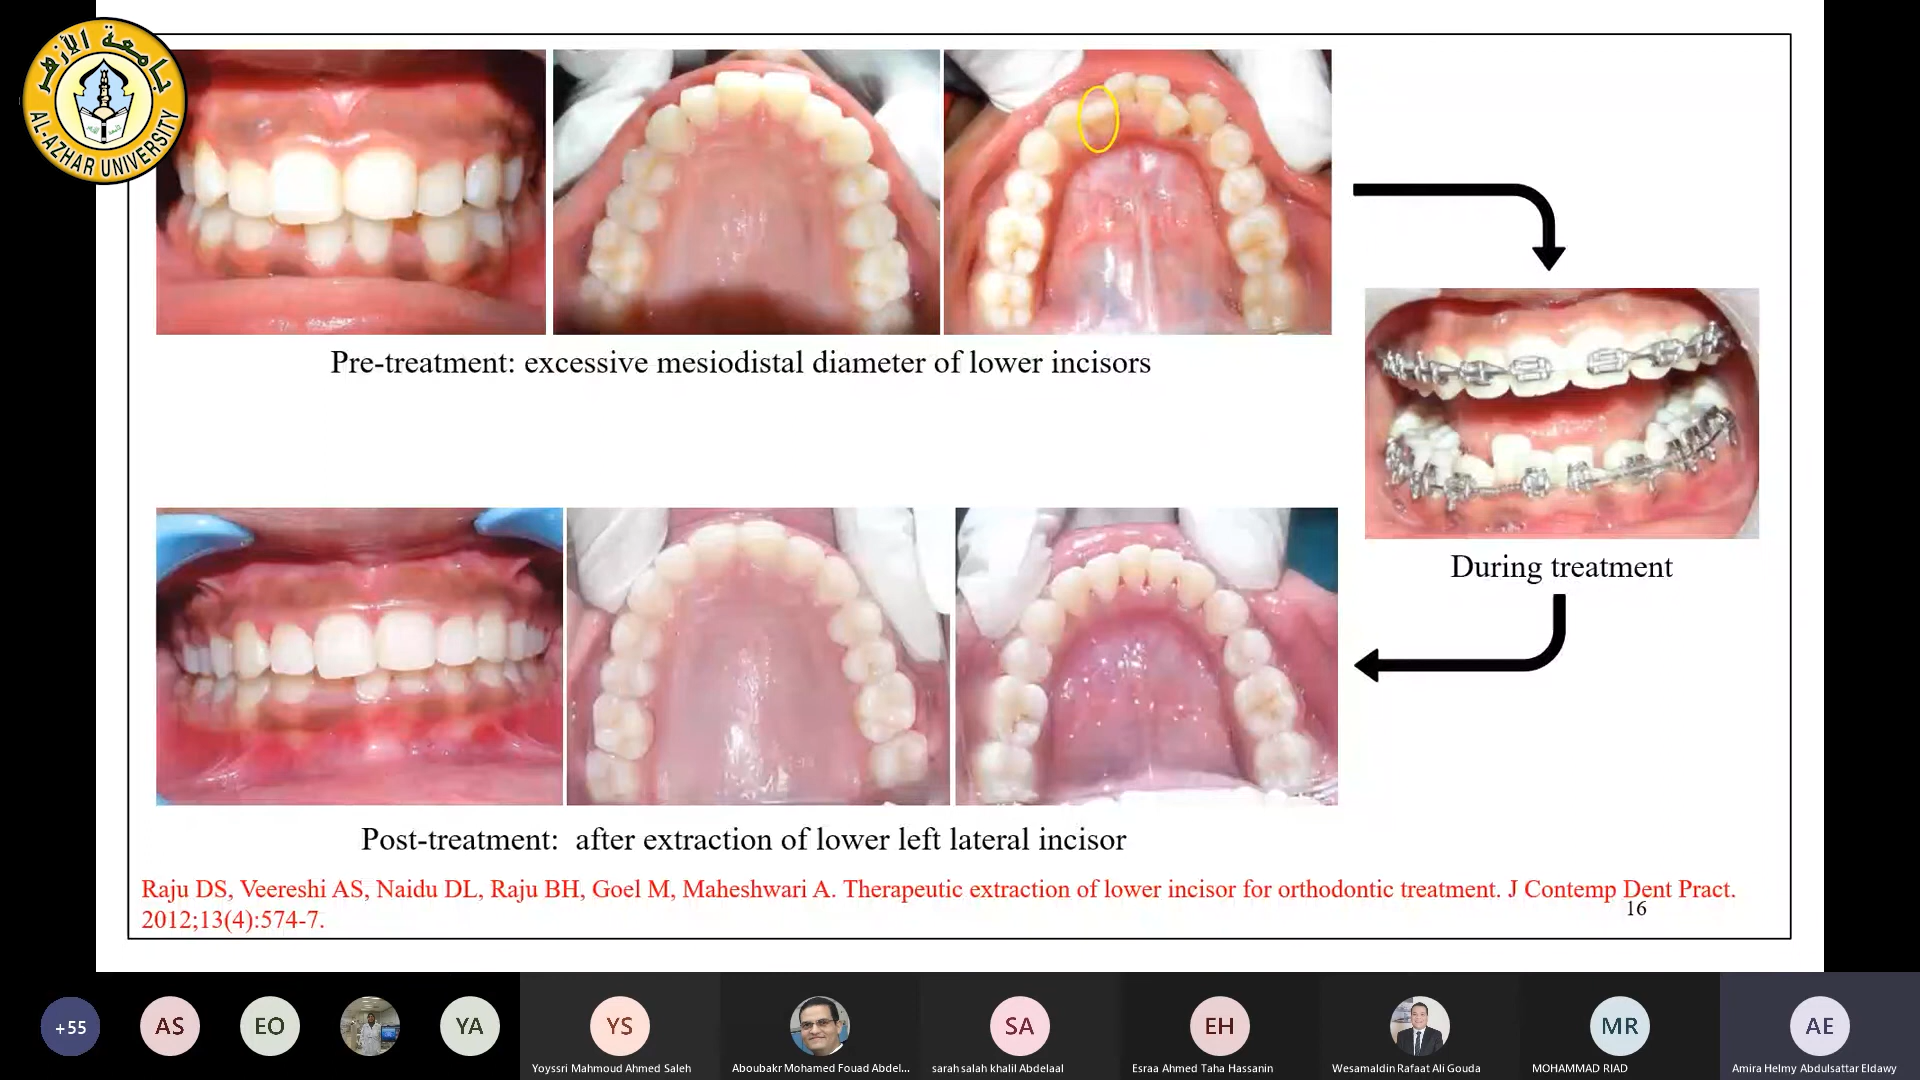 جامعة الأزهر
AL-AZHAR UNIVERSITY
Pre-treatment: excessive mesiodistal diameter of lower incisors
During treatment
Post-treatment: after extraction of lower left lateral incisor
Raju DS, Veereshi AS, Naidu DL, Raju BH, Goel M, Maheshwari A. Therapeutic extraction of lower incisor for orthodontic treatment. J Contemp Dent Pract.
2012;13(4):574-7.
16
+55
AS
EO
YA
YS
SA
EH
MR
AE
Yoyssri Mahmoud Ahmed Saleh
Aboubakr Mohamed Fouad Abdel...
sarah salah khalil Abdelaal
Esraa Ahmed Taha Hassanin
Wesamaldin Rafaat Ali Gouda
MOHAMMAD RIAD
Amira Helmy Abdulsattar Eldawy